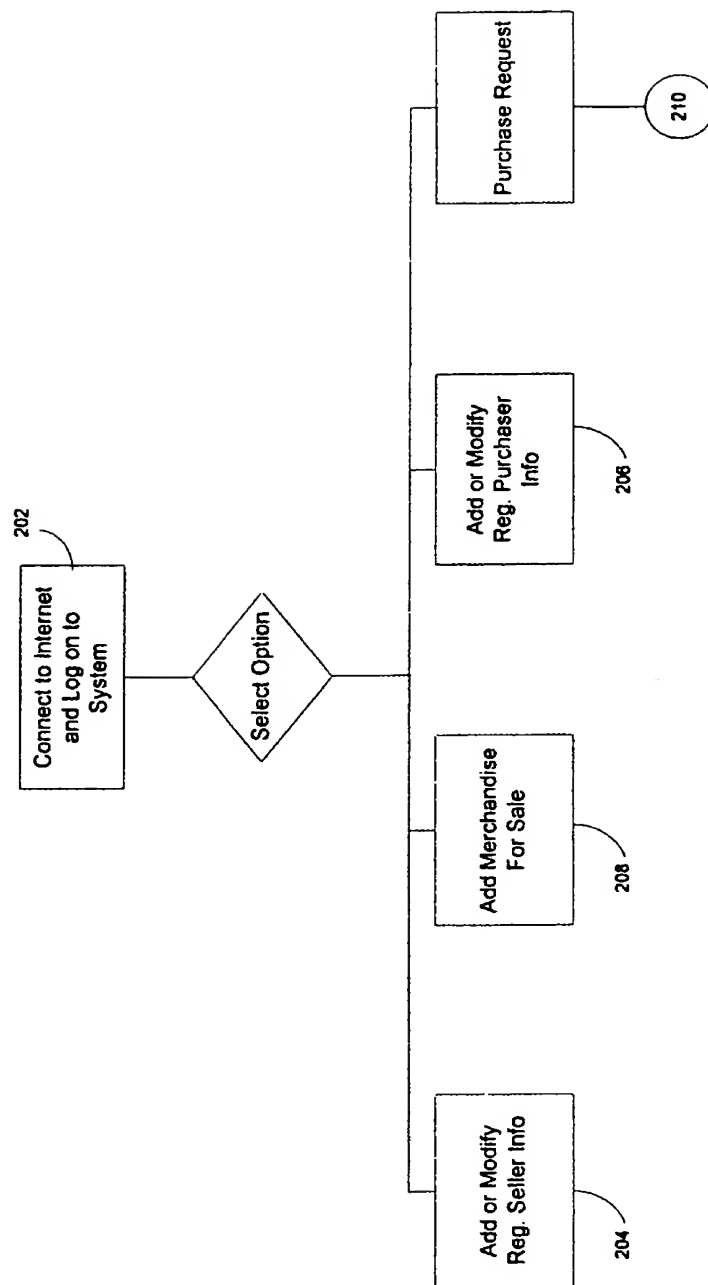 202
Connect to Internet
and Log on to
System
Select Option
Add or Modify
Reg. Seller Info
204
Add Merchandise
For Sale
208
Add or Modify
Reg. Purchaser
Info
206
Purchase Request
210